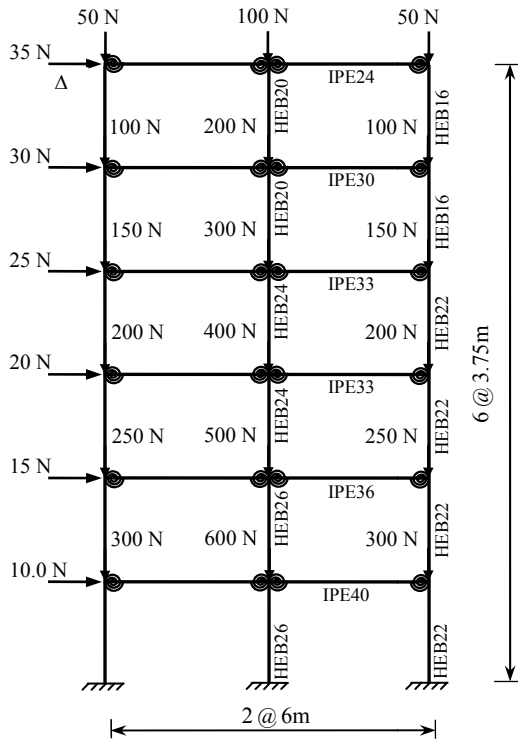 50 N 100 N 50 N
35 N
Δ
HEB20
IPE24
HEB16
100 N 200 N 100 N
30 N
HEB20
IPE30
HEB16
150 N 300 N 150 N
25 N
HEB24
IPE33
HEB22
200 N 400 N 200 N
20 N
HEB24
IPE33
HEB22
250 N 500 N 250 N
15 N
HEB26
IPE36
HEB22
300 N 600 N 300 N
10.0 N
HEB26
IPE40
HEB22
6 @ 3.75m
2 @ 6m